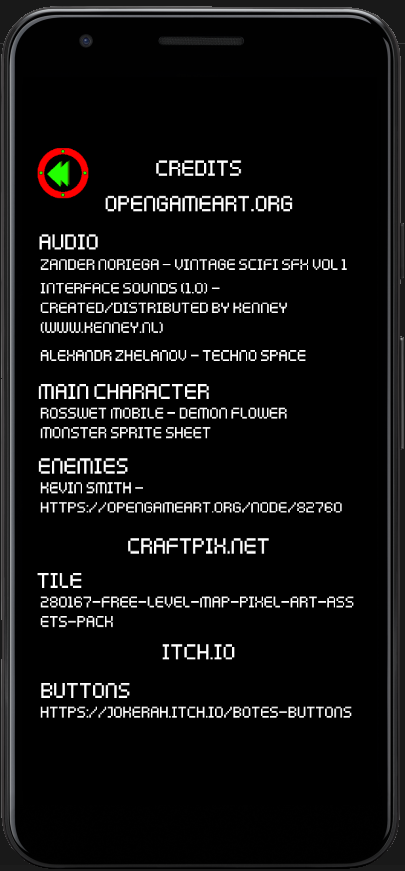 CREDITS
OPENGAMEART.ORG
AUDIO
ZANDER NORIEGA - VINTAGE SCIFI SFX VOL 1
INTERFACE SOUNDS (1.0) -
CREATED/DISTRIBUTED BY KENNEY
(WWW.KENNEY.NL)
ALEXANDR ZHELANOV - TECHNO SPACE
MAIN CHARACTER
ROSSWET MOBILE - DEMON FLOWER
MONSTER SPRITE SHEET
ENEMIES
KEVIN SMITH -
HTTPS://OPENGAMEART.ORG/NODE/82760
CRAFTPIX.NET
TILE
280167-FREE-LEVEL-MAP-PIXEL-ART-ASS
ETS-PACK
ITCH.IO
BUTTONS
HTTPS://JOKERAH.ITCH.IO/BOTES-BUTTONS